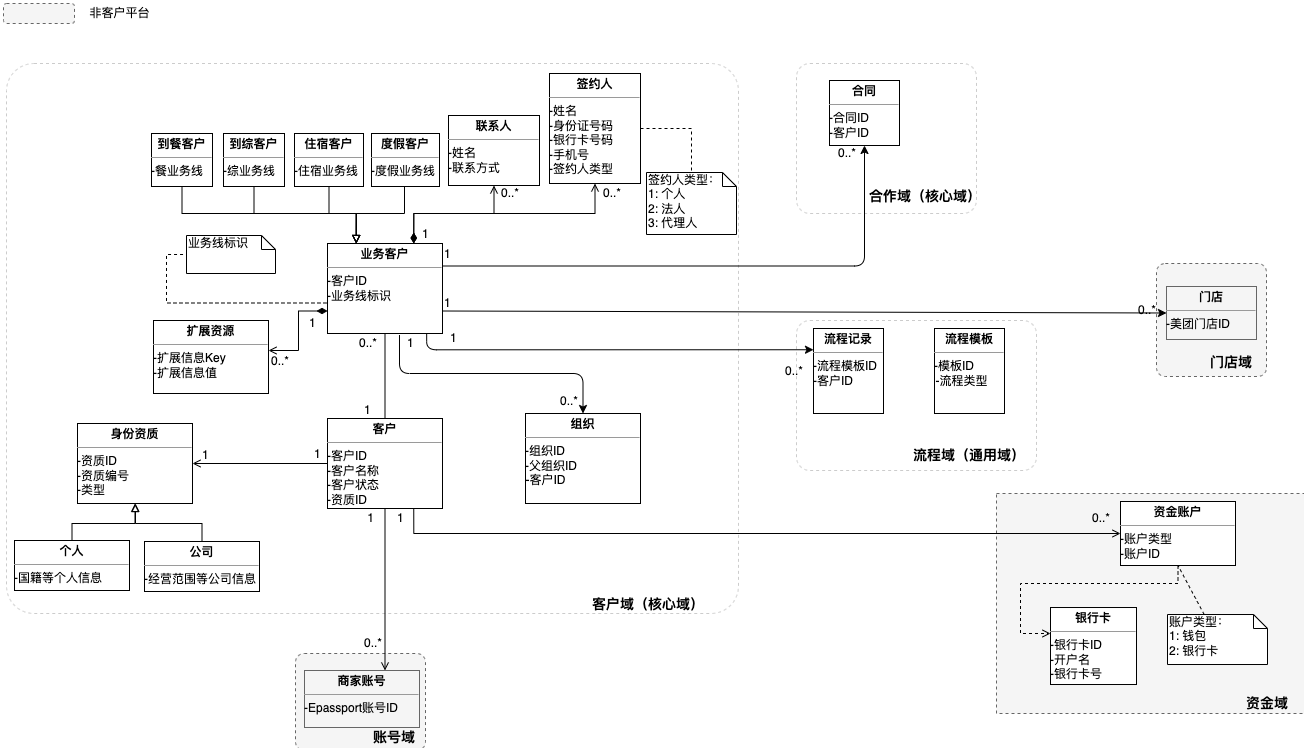 非客户平台
签约人
-姓名
-身份证号码
-银行卡号码
-手机号
-签约人类型
合同
-合同ID
-客户ID
0..*
合作域（核心域）
联系人
-姓名
-联系方式
到餐客户
-餐业务线
到综客户
-综业务线
住宿客户
-住宿业务线
度假客户
-度假业务线
签约人类型：
1: 个人
2: 法人
3: 代理人
0..*
0..*
1
业务线标识
业务客户
-客户ID
-业务线标识
1
1
1
1
1
0..*
门店
-美团门店ID
0..*
门店域
扩展资源
-扩展信息Key
-扩展信息值
0..*
流程记录
-流程模板ID
-客户ID
0..*
流程模板
-模板ID
-流程类型
流程域（通用域）
1
0..*
客户
-客户ID
-客户名称
-客户状态
-资质ID
组织
-组织ID
-父组织ID
-客户ID
身份资质
-资质ID
-资质编号
-类型
1
1
1
1
个人
-国籍等个人信息
公司
-经营范围等公司信息
客户域（核心域）
0..*
资金账户
-账户类型
-账户ID
银行卡
-银行卡ID
-开户名
-银行卡号
账户类型：
1: 钱包
2: 银行卡
资金域
0..*
商家账号
-Epassport账号ID
账号域